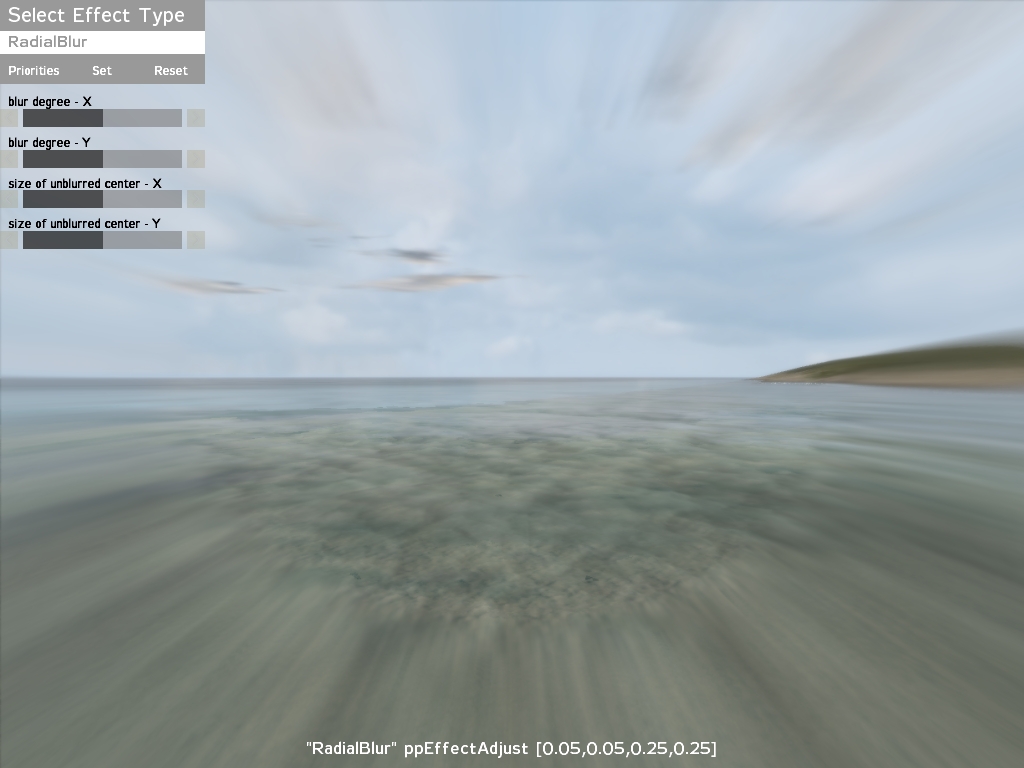 Select Effect Type
RadialBlur
Priorities Set Reset
blur degree - X
blur degree - Y
size of unblurred center - X
size of unblurred center - Y
"RadialBlur" ppEffectAdjust [0.05,0.05,0.25,0.25]